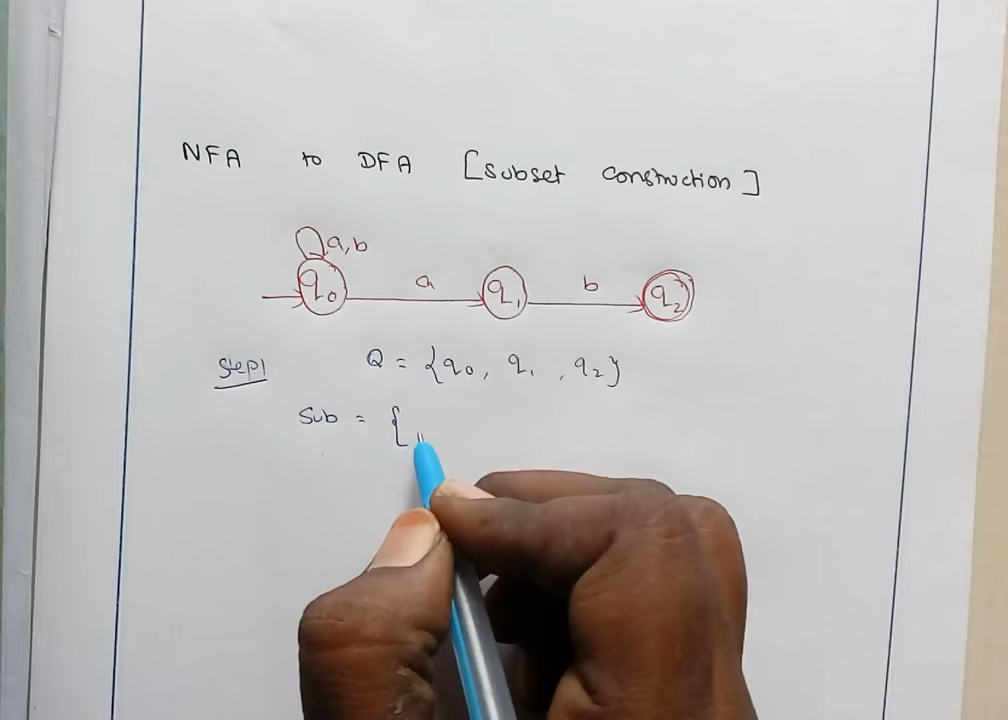 NFA to DFA [Subset Construction]
a,b
q0 a q1 b q2
Step1 Q = {q0, q1, q2}
Sub = {